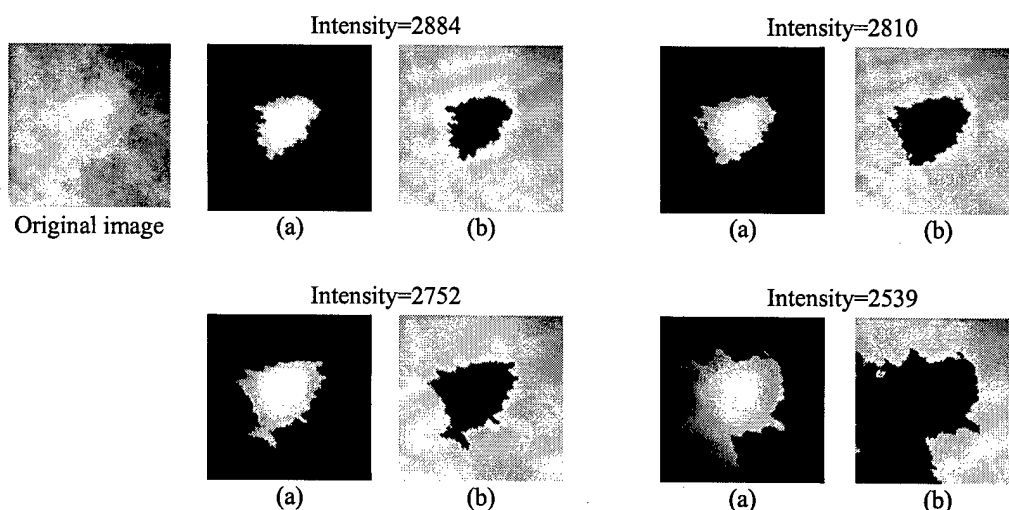 Intensity=2884
Intensity=2810
Original image
(a)
(b)
(a)
(b)
Intensity=2752
Intensity=2539
(a)
(b)
(a)
(b)